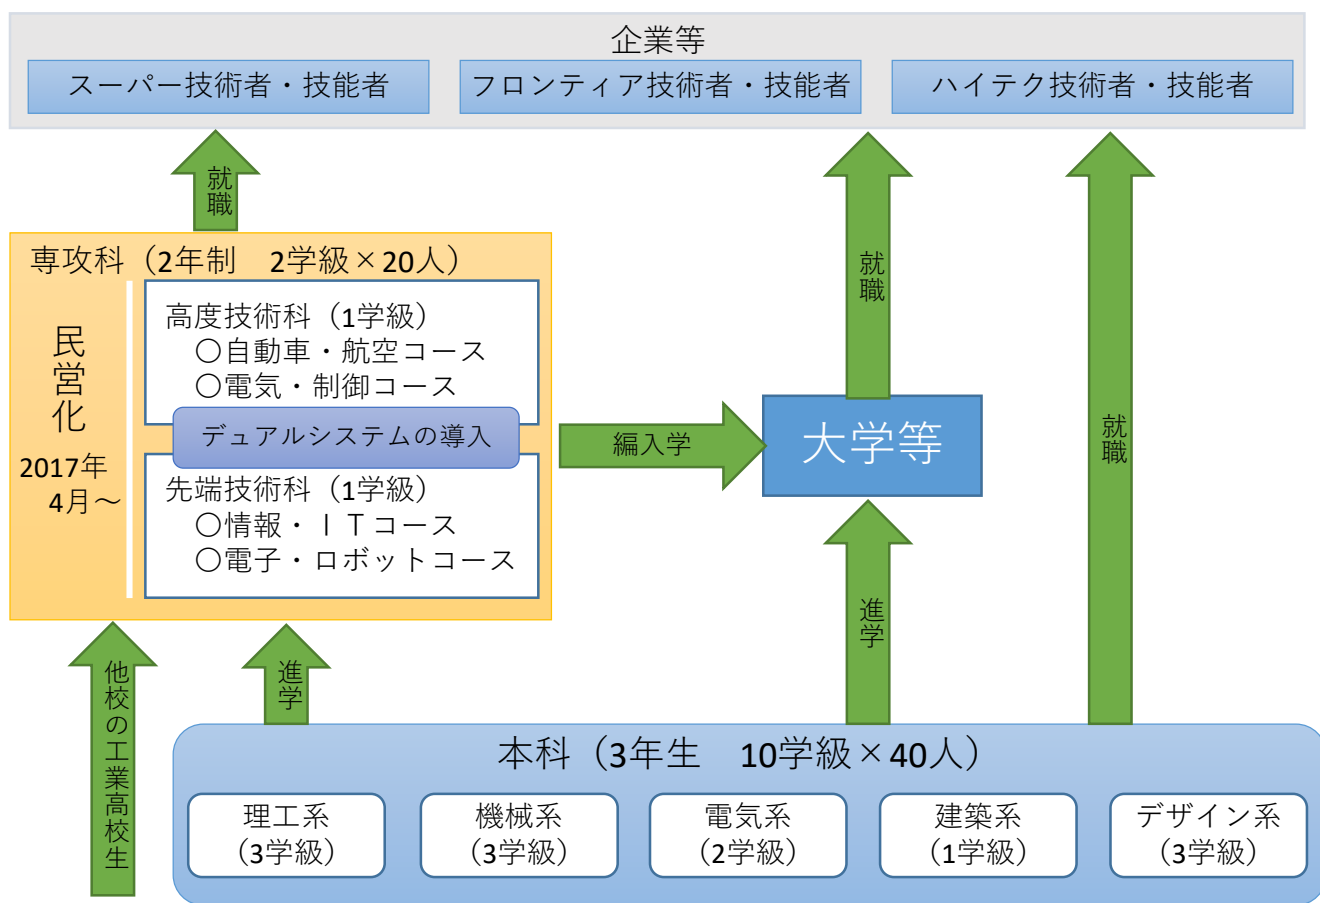 企業等
スーパー技術者・技能者
フロンティア技術者・技能者
ハイテク技術者・技能者
就職
就職
就職
専攻科（2年制　2学級×20人）
民営化
2017年
4月～
高度技術科（1学級）
〇自動車・航空コース
〇電気・制御コース
デュアルシステムの導入
先端技術科（1学級）
〇情報・ＩＴコース
〇電子・ロボットコース
編入学
大学等
他校の工業高校生
進学
進学
本科（3年生　10学級×40人）
理工系
（3学級）
機械系
（3学級）
電気系
（2学級）
建築系
（1学級）
デザイン系
（3学級）